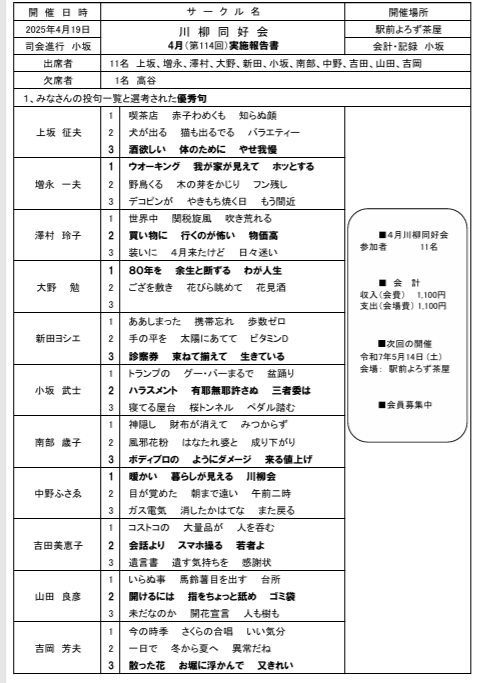 開催日時 サークル名 開催場所
2025年4月19日 川柳同好会 駅前よろず茶屋
司会進行 小坂 4月(第114回)実施報告書 会計・記録 小坂
出席者 11名 上坂、増永、澤村、大野、新田、小坂、南部、中野、吉田、山田、吉岡
欠席者 1名 高谷
1、みなさんの投句一覧と選考された優秀句
上坂 征夫
1 喫茶店 赤子わめくも 知らぬ顔
2 犬が出る 猫も出るでる バラエティー
3 酒欲しい 体のために やせ我慢
増永 一夫
1 ウオーキング 我が家が見えて ホッとする
2 野鳥くる 木の芽をかじり フン残し
3 デコピンが やきもち焼く日 もう間近
澤村 玲子
1 世界中 関税旋風 吹き荒れる
2 買い物に 行くのが怖い 物価高
3 装いに 4月来たけど 日々迷い
大野 勉
1 80年を 余生と断ずる わが人生
2 ござを敷き 花びら眺めて 花見酒
3
新田ヨシエ
1 ああしまった 携帯忘れ 歩数ゼロ
2 手の平を 太陽にあてて ビタミンD
3 診察券 束ねて揃えて 生きている
小坂 武士
1 トランプの グー・パーまるで 盆踊り
2 ハラスメント 有耶無耶許さぬ 三者委は
3 寝てる屋台 桜トンネル ペダル踏む
南部 歳子
1 神隠し 財布が消えて みつからず
2 風邪花粉 はなたれ婆と 成り下がり
3 ボディブロの ようにダメージ 来る値上げ
中野ふさゑ
1 暖かい 暮らしが見える 川柳会
2 目が覚めた 朝まで遠い 午前二時
3 ガス電気 消したかはてな また戻る
吉田美恵子
1 コストコの 大量品が 人を呑む
2 会話より スマホ操る 若者よ
3 遺言書 遺す気持ちを 感謝状
山田 良彦
1 いらぬ事 馬鈴薯目を出す 台所
2 開けるには 指をちょっと舐め ゴミ袋
3 未だなのか 開花宣言 人も樹も
吉岡 芳夫
1 今の時季 さくらの合唱 いい気分
2 一日で 冬から夏へ 異常だね
3 散った花 お堀に浮かんで 又きれい
■4月川柳同好会
参加者 11名
■ 会 計
収入(会費) 1,100円
支出(会場費) 1,100円
■次回の開催
令和7年5月14日(土)
会場: 駅前よろず茶屋
■会員募集中